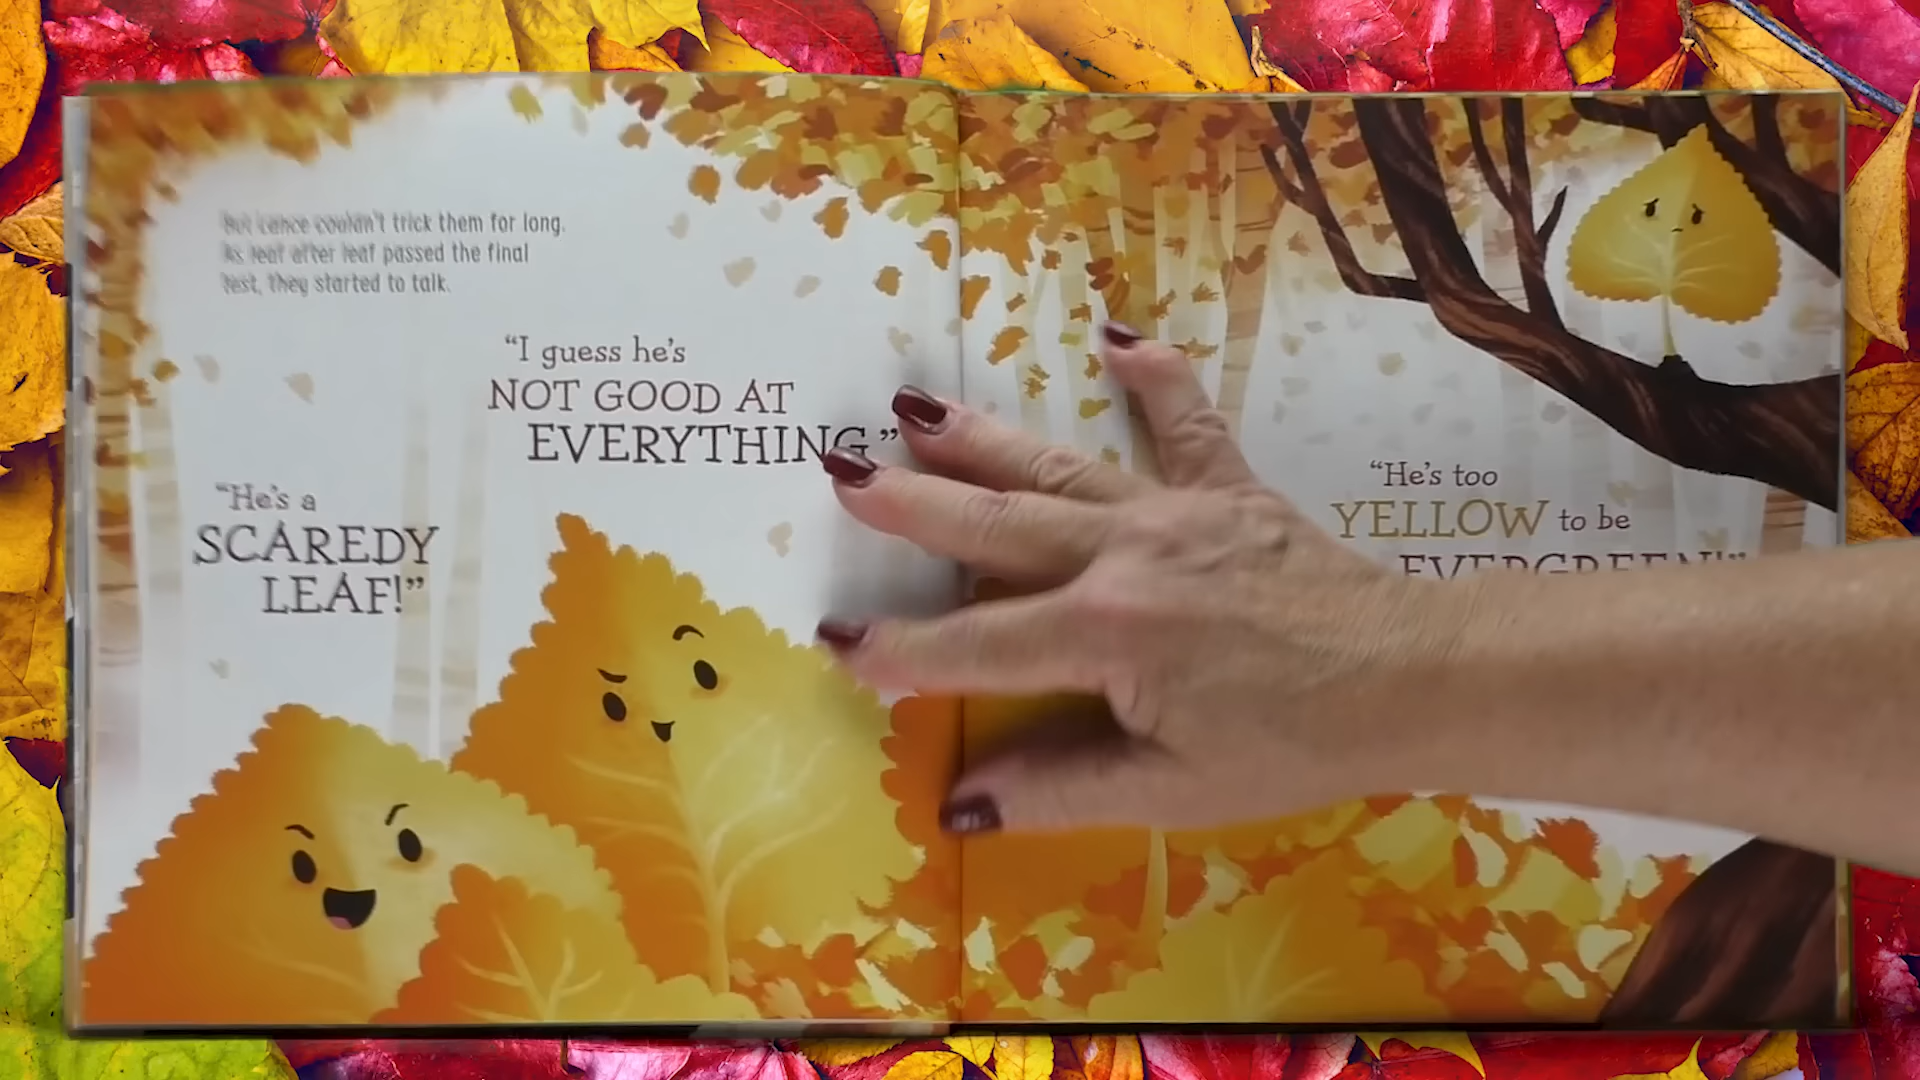 But Lance couldn't trick them for long.
As leaf after leaf passed the final
test, they started to talk.
"I guess he's
NOT GOOD AT
EVERYTHING."
"He's a
SCAREDY
LEAF!"
"He's too
YELLOW to be
EVERGREEN!"